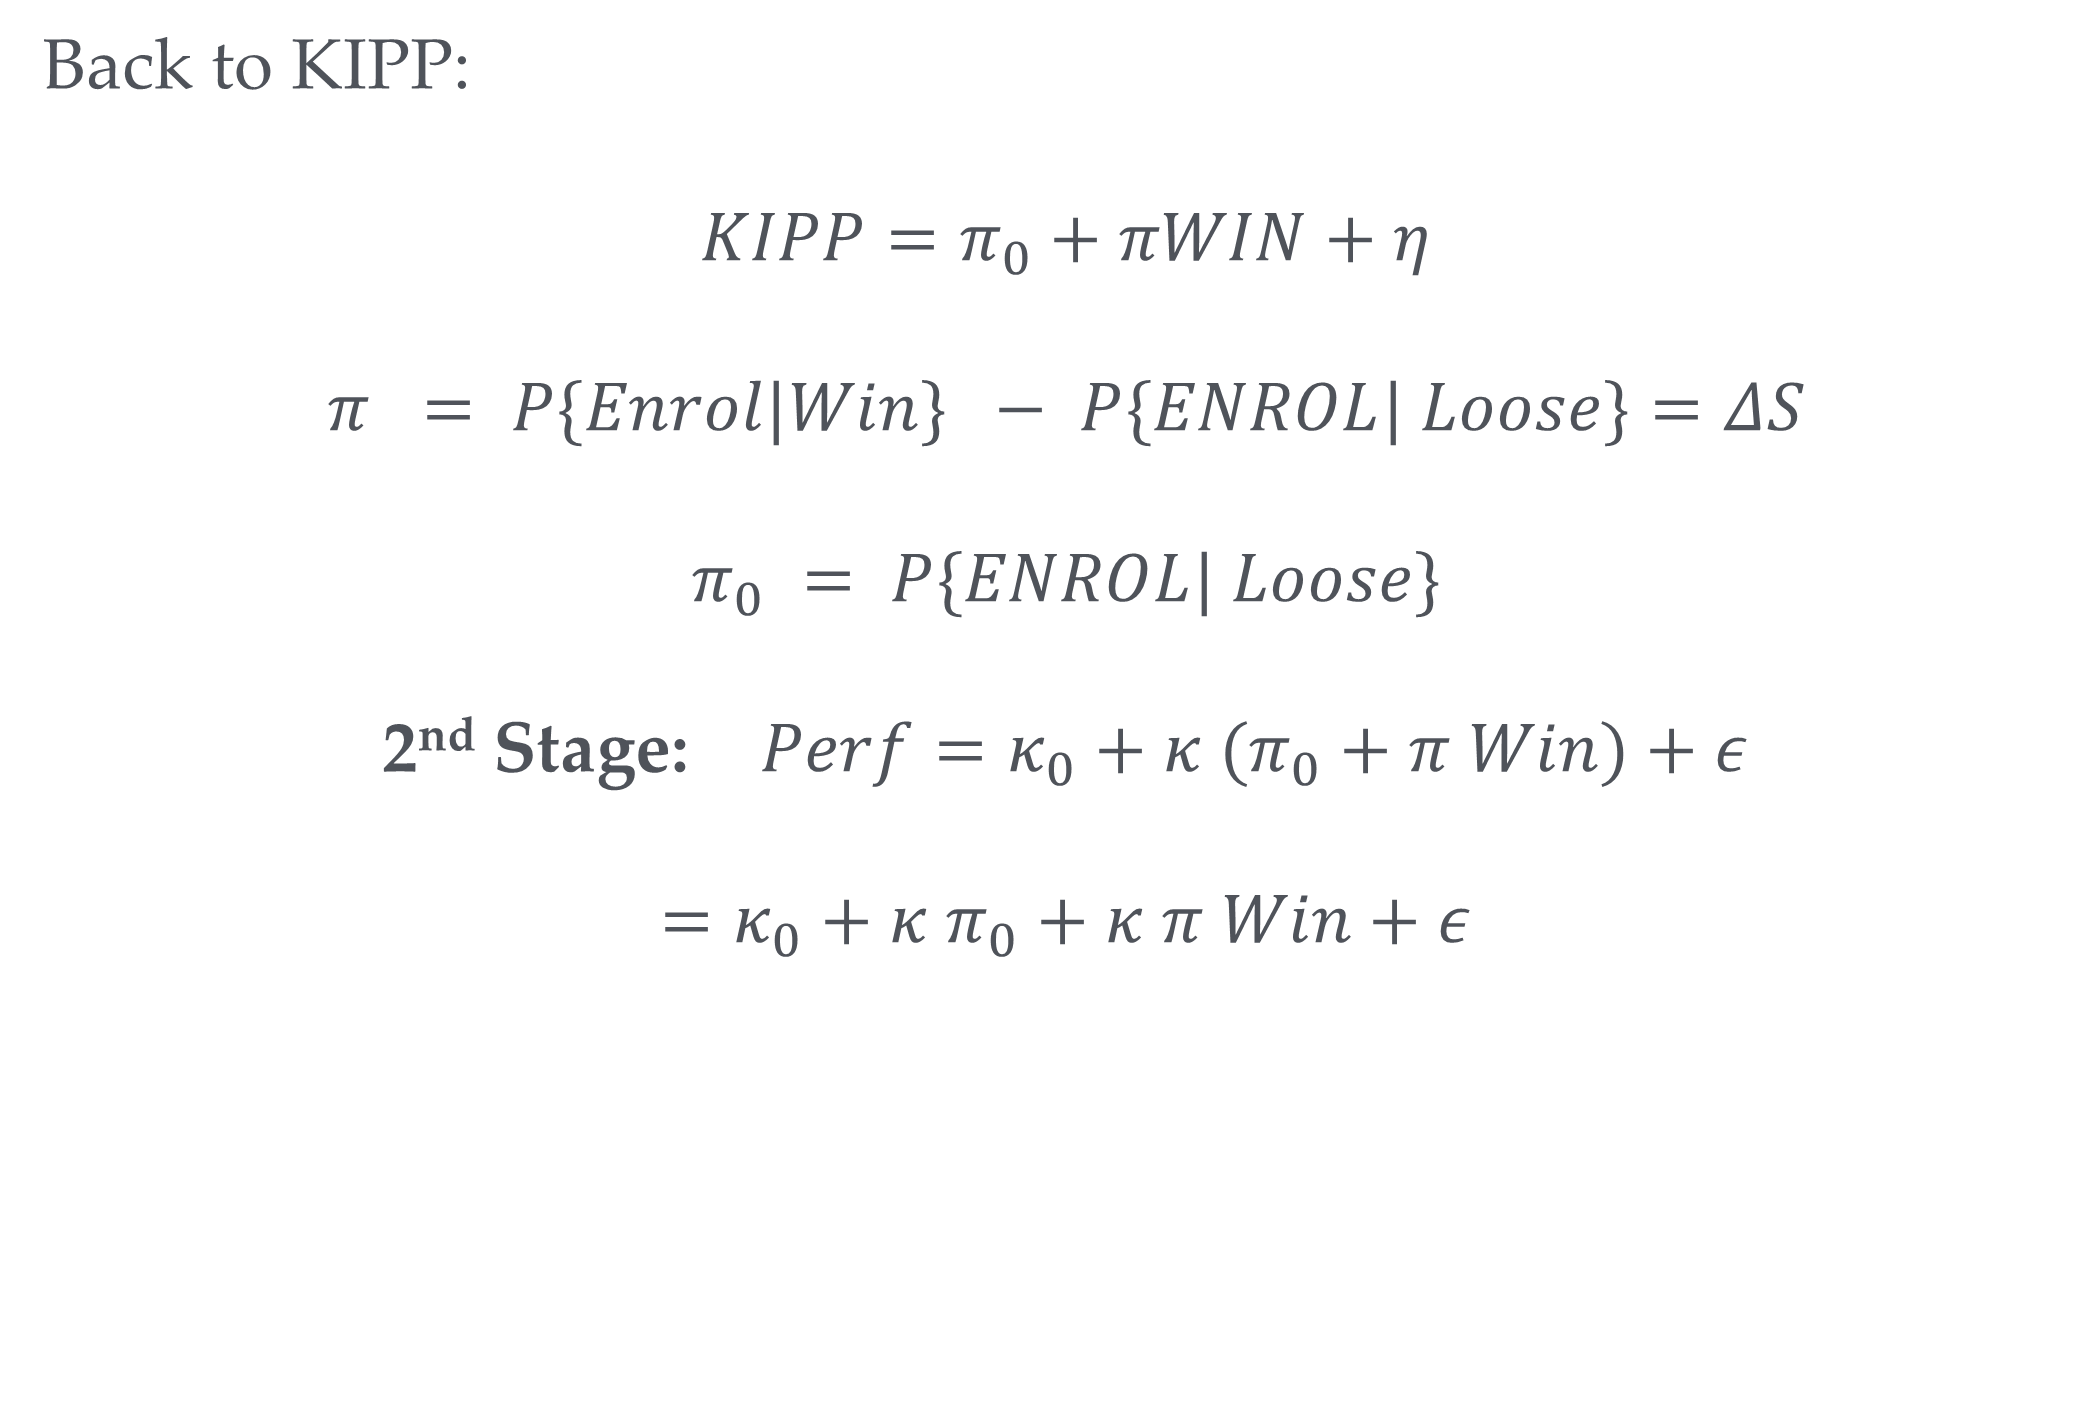 Back to KIPP:
KIPP = π₀ + πWIN + η
π = P{Enrol|Win} − P{ENROL| Loose} = ΔS
π₀ = P{ENROL| Loose}
2ⁿᵈ Stage: Perf = κ₀ + κ (π₀ + π Win) + ϵ
= κ₀ + κ π₀ + κ π Win + ϵ